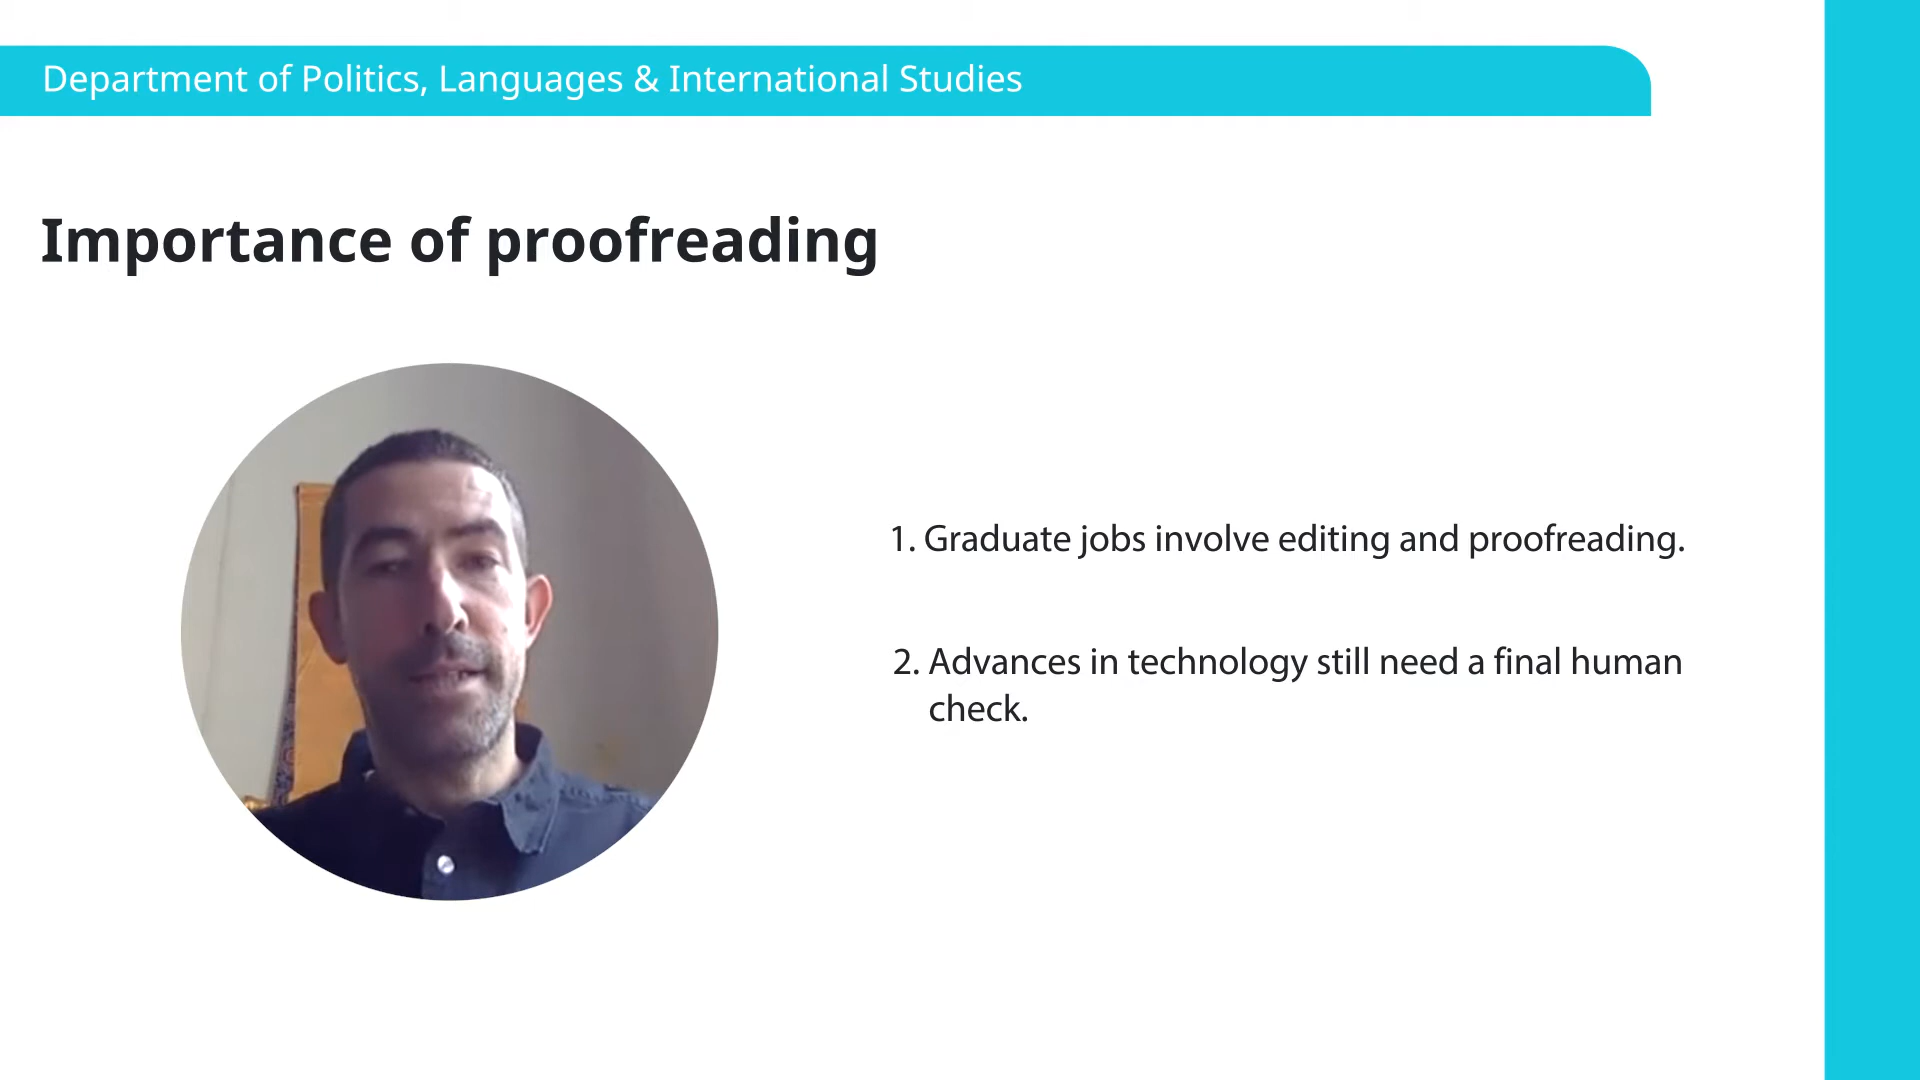 Department of Politics, Languages & International Studies
Importance of proofreading
1. Graduate jobs involve editing and proofreading.
2. Advances in technology still need a final human
check.